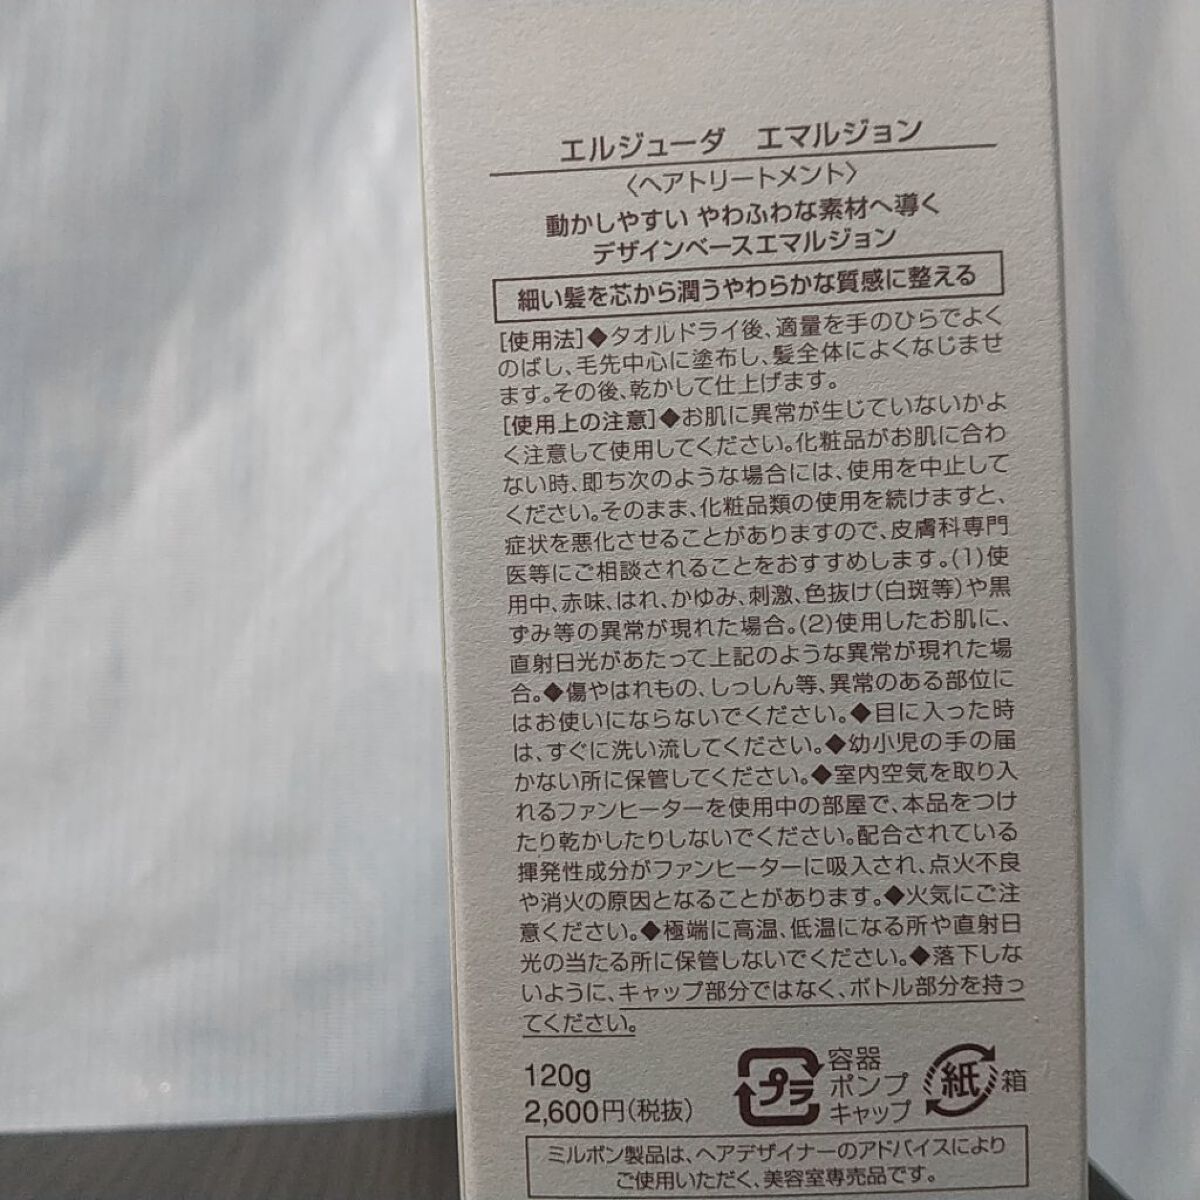 エルジューダ　エマルジョン
〈ヘアトリートメント〉
動かしやすい やわふわな素材へ導く
デザインベースエマルジョン
細い髪を芯から潤うやわらかな質感に整える
[使用法]◆タオルドライ後、適量を手のひらでよく
のばし、毛先中心に塗布し、髪全体によくなじませ
ます。その後、乾かして仕上げます。
[使用上の注意]◆お肌に異常が生じていないかよ
く注意して使用してください。化粧品がお肌に合わ
ない時、即ち次のような場合には、使用を中止して
ください。そのまま、化粧品類の使用を続けますと、
症状を悪化させることがありますので、皮膚科専門
医等にご相談されることをおすすめします。(1)使
用中、赤味、はれ、かゆみ、刺激、色抜け(白斑等)や黒
ずみ等の異常が現れた場合。(2)使用したお肌に、
直射日光があたって上記のような異常が現れた場
合。◆傷やはれもの、しっしん等、異常のある部位に
はお使いにならないでください。◆目に入った時
は、すぐに洗い流してください。◆幼小児の手の届
かない所に保管してください。◆室内空気を取り入
れるファンヒーターを使用中の部屋で、本品をつけ
たり乾かしたりしないでください。配合されている
揮発性成分がファンヒーターに吸入され、点火不良
や消火の原因となることがあります。◆火気にご注
意ください。◆極端に高温、低温になる所や直射日
光の当たる所に保管しないでください。◆落下しな
いように、キャップ部分ではなく、ボトル部分を持っ
てください。
120g
2,600円(税抜)
プラ
容器
ポンプ
キャップ
紙
箱
ミルボン製品は、ヘアデザイナーのアドバイスにより
ご使用いただく、美容室専売品です。